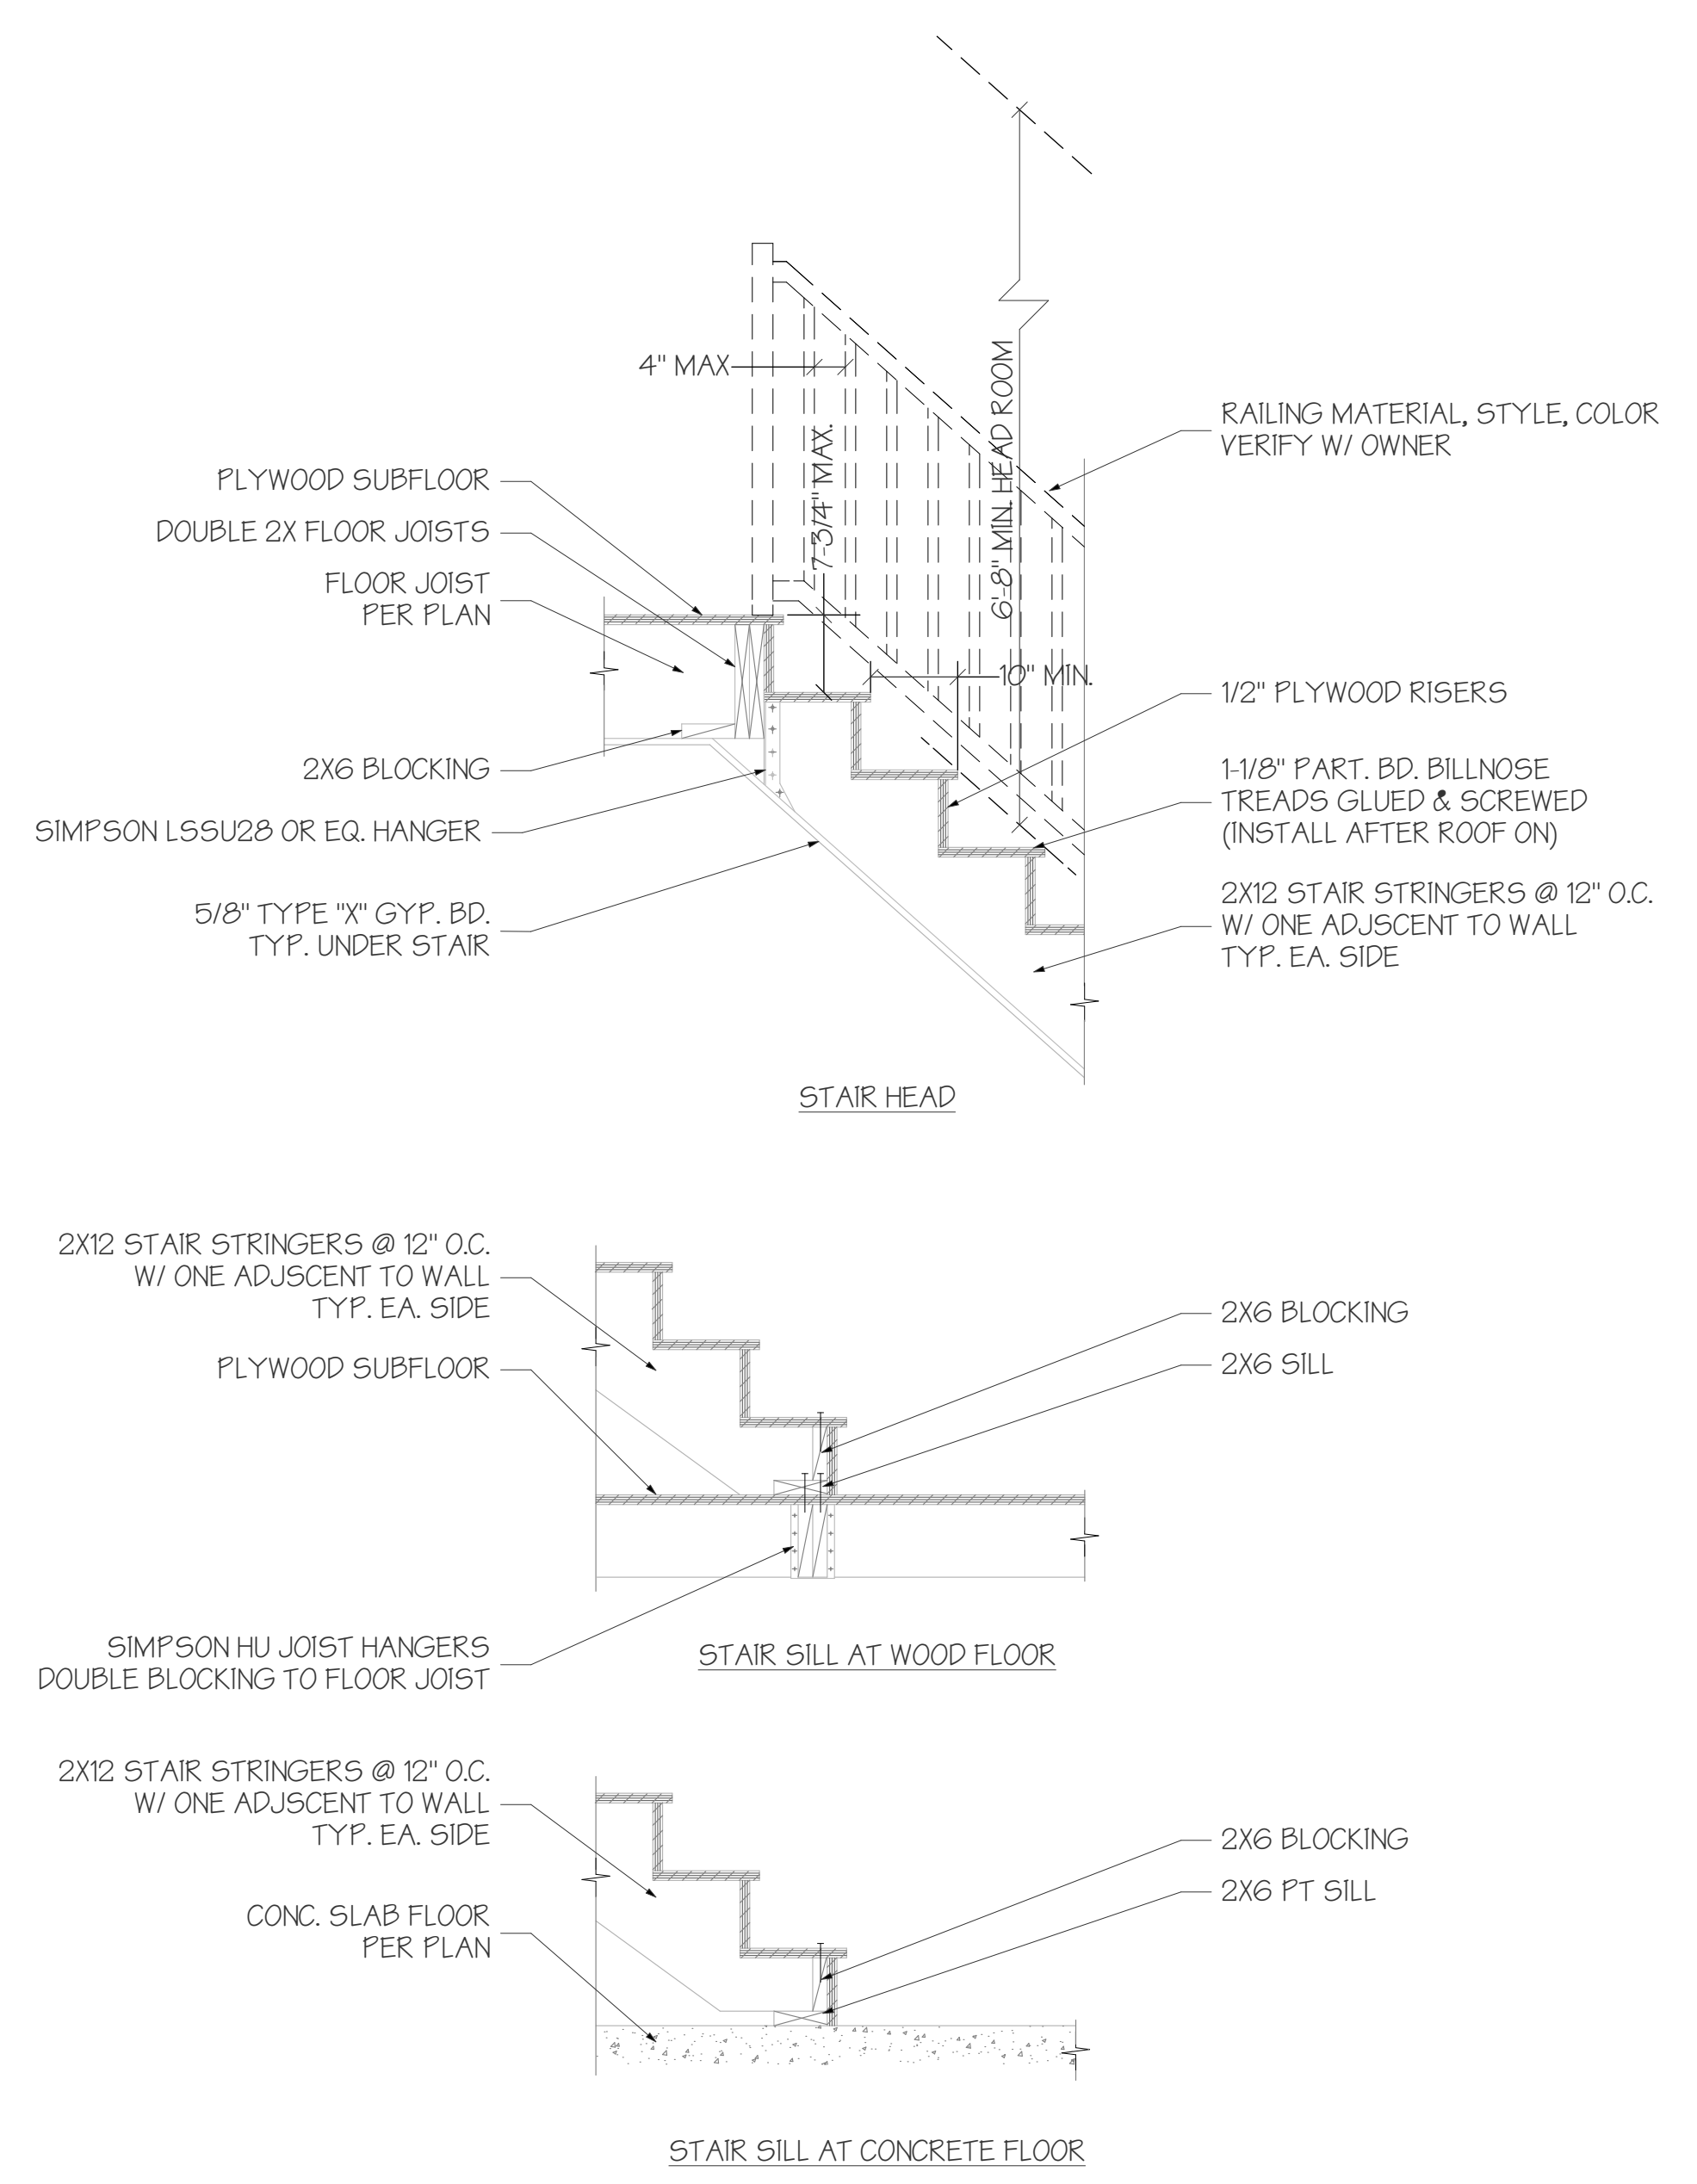 4" MAX
7-3/4" MAX.
6'-8" MIN. HEAD ROOM
10" MIN.
PLYWOOD SUBFLOOR
DOUBLE 2X FLOOR JOISTS
FLOOR JOIST
PER PLAN
2X6 BLOCKING
SIMPSON LSSU28 OR EQ. HANGER
5/8" TYPE "X" GYP. BD.
TYP. UNDER STAIR
RAILING MATERIAL, STYLE, COLOR
VERIFY W/ OWNER
1/2" PLYWOOD RISERS
1-1/8" PART. BD. BILLNOSE
TREADS GLUED & SCREWED
(INSTALL AFTER ROOF ON)
2X12 STAIR STRINGERS @ 12" O.C.
W/ ONE ADJSCENT TO WALL
TYP. EA. SIDE
STAIR HEAD
2X12 STAIR STRINGERS @ 12" O.C.
W/ ONE ADJSCENT TO WALL
TYP. EA. SIDE
PLYWOOD SUBFLOOR
2X6 BLOCKING
2X6 SILL
SIMPSON HU JOIST HANGERS
DOUBLE BLOCKING TO FLOOR JOIST
STAIR SILL AT WOOD FLOOR
2X12 STAIR STRINGERS @ 12" O.C.
W/ ONE ADJSCENT TO WALL
TYP. EA. SIDE
CONC. SLAB FLOOR
PER PLAN
2X6 BLOCKING
2X6 PT SILL
STAIR SILL AT CONCRETE FLOOR